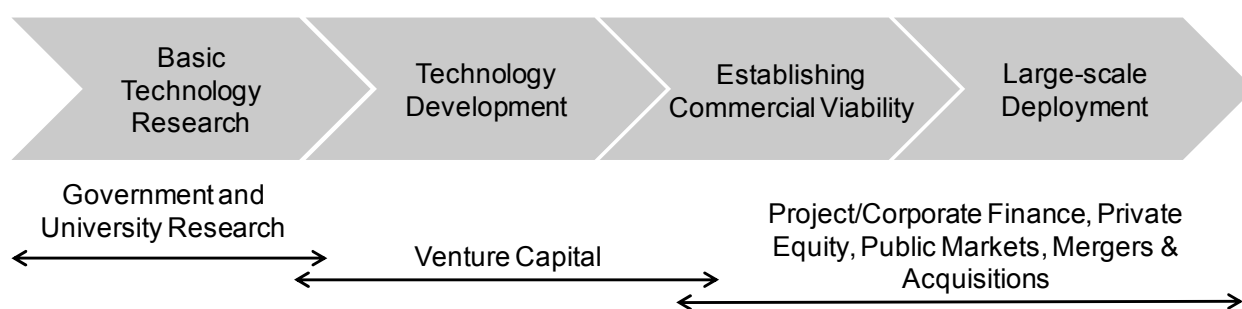 Basic
Technology
Research
Technology
Development
Establishing
Commercial Viability
Large-scale
Deployment
Government and
University Research
Venture Capital
Project/Corporate Finance, Private
Equity, Public Markets, Mergers &
Acquisitions